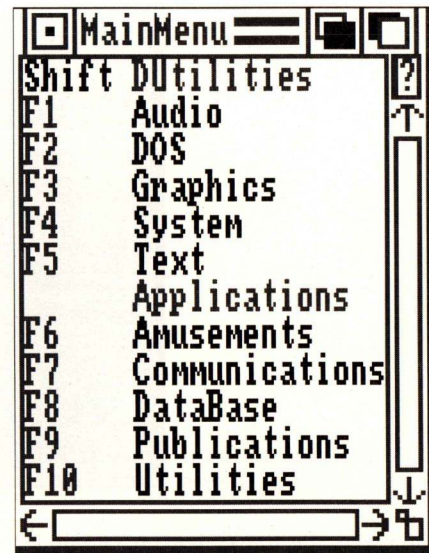 MainMenu
Shift DUtilities ?
F1 Audio
F2 DOS
F3 Graphics
F4 System
F5 Text
Applications
F6 Amusements
F7 Communications
F8 DataBase
F9 Publications
F10 Utilities